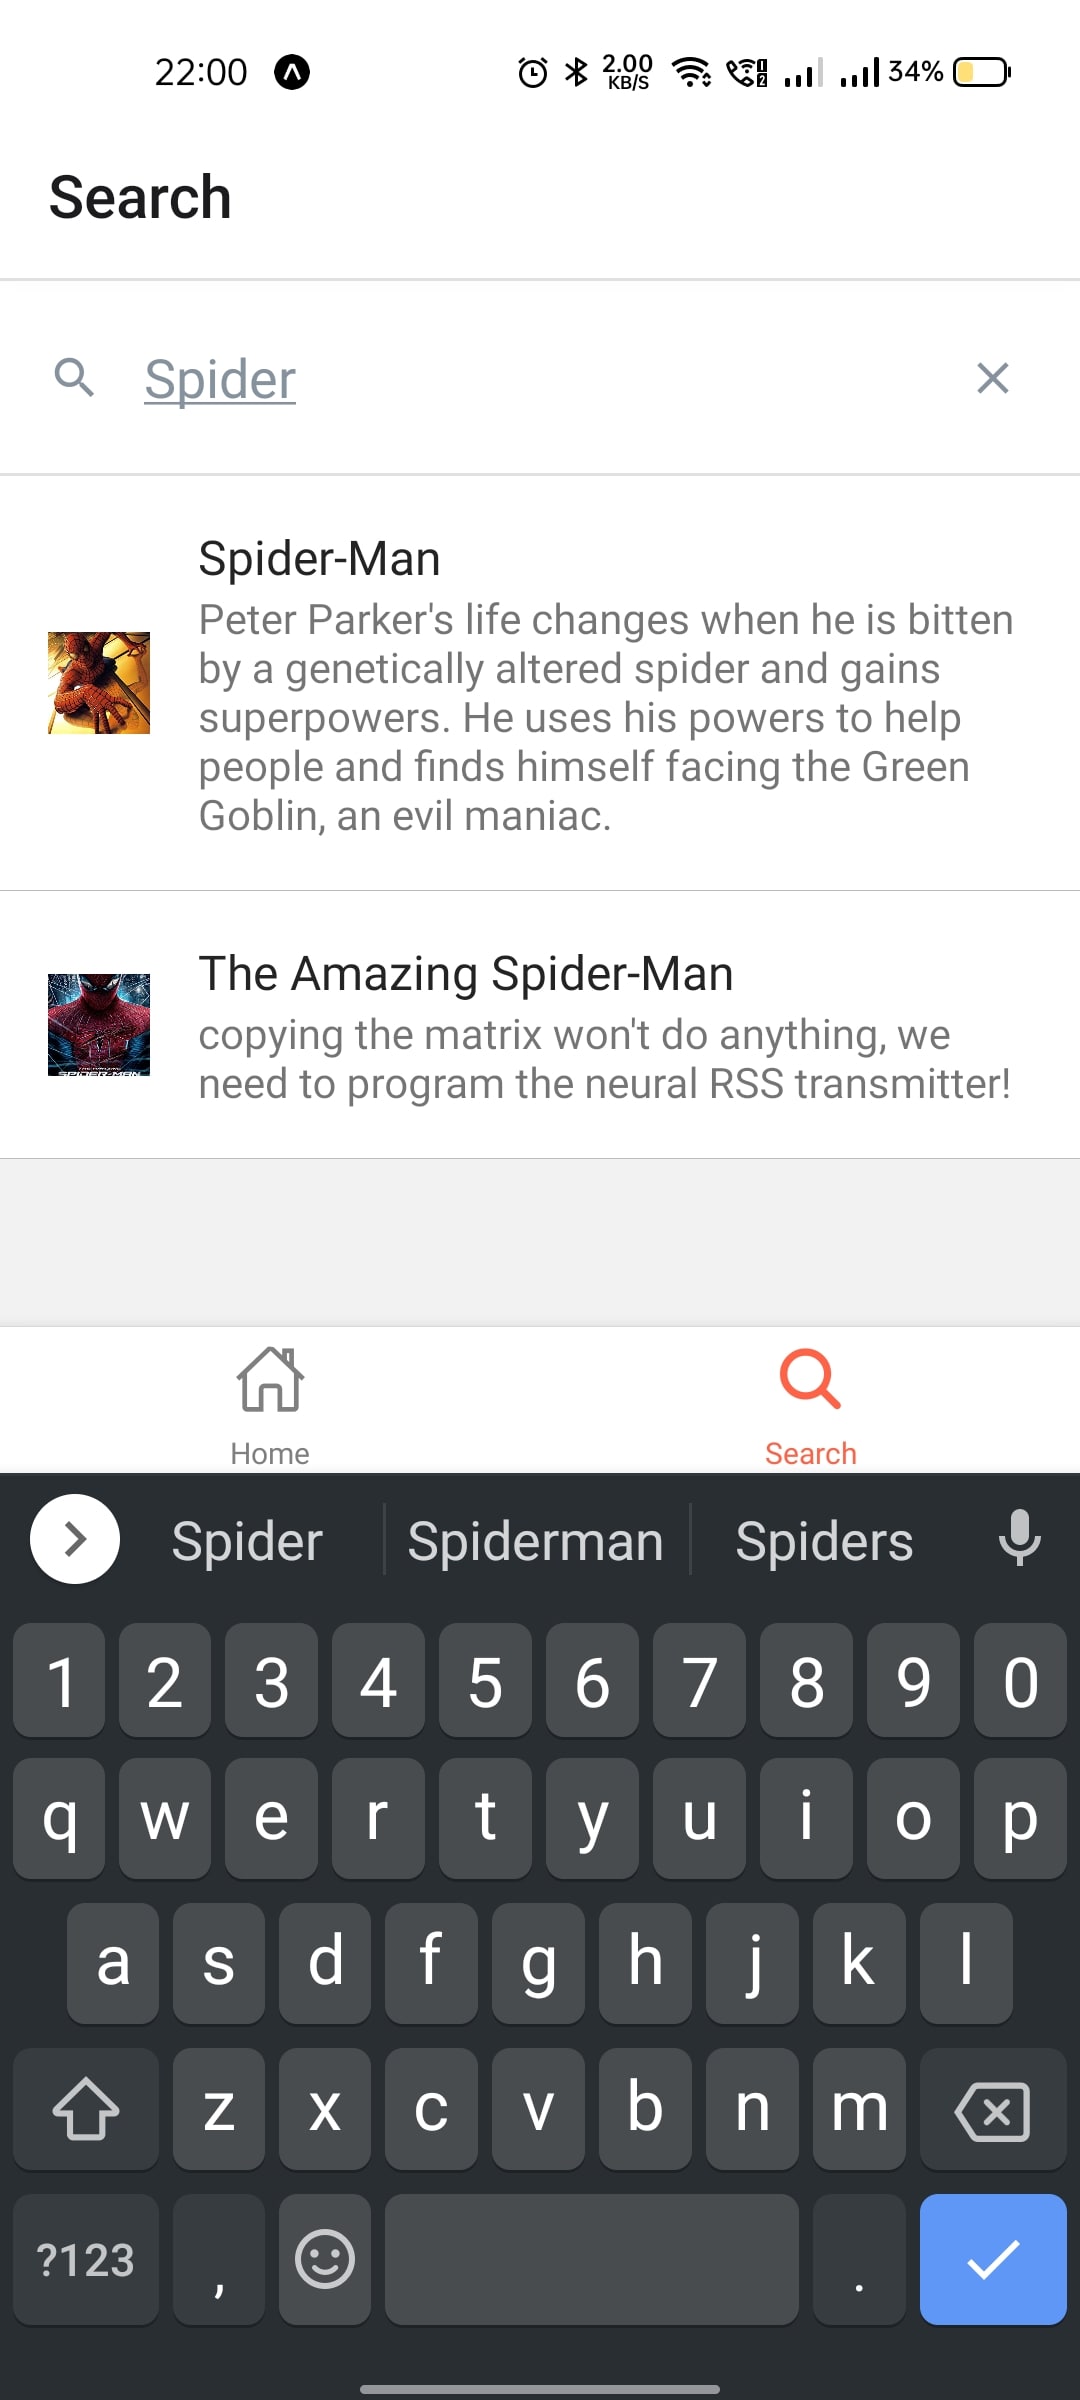 22:00 2.00 KB/S 34%
Search
Spider
Spider-Man
Peter Parker's life changes when he is bitten
by a genetically altered spider and gains
superpowers. He uses his powers to help
people and finds himself facing the Green
Goblin, an evil maniac.
The Amazing Spider-Man
copying the matrix won't do anything, we
need to program the neural RSS transmitter!
Home Search
Spider Spiderman Spiders
1 2 3 4 5 6 7 8 9 0
q w e r t y u i o p
a s d f g h j k l
z x c v b n m
?123 , .